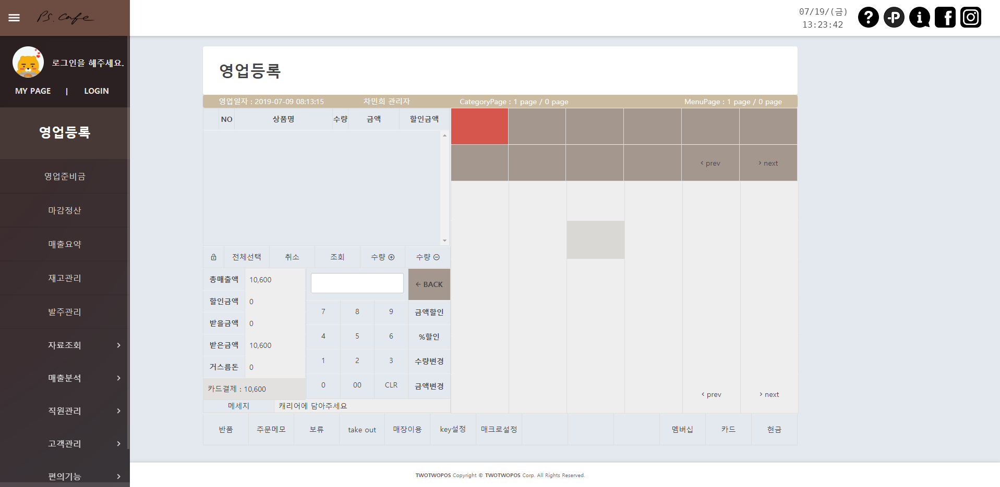 P.S. Cafe
07/19/(금)
13:23:42
로그인을 해주세요.
MY PAGE | LOGIN
영업등록
영업준비금
마감정산
매출요약
재고관리
발주관리
자료조회
매출분석
직원관리
고객관리
편의기능
영업등록
영업일자 : 2019-07-09 08:13:15 차민희 관리자 CategoryPage : 1 page / 0 page MenuPage : 1 page / 0 page
NO 상품명 수량 금액 할인금액
prev next
전체선택 취소 조회 수량 수량
총매출액 10,600
할인금액 0
받을금액 0
받은금액 10,600
거스름돈 0
카드결제 : 10,600
BACK
7 8 9 금액할인
4 5 6 %할인
1 2 3 수량변경
0 00 CLR 금액변경
메세지 캐리어에 담아주세요
prev next
반품 주문메모 보류 take out 매장이용 key설정 매크로설정 멤버십 카드 현금
TWOTWOPOS Copyright © TWOTWOPOS Corp. All Rights Reserved.